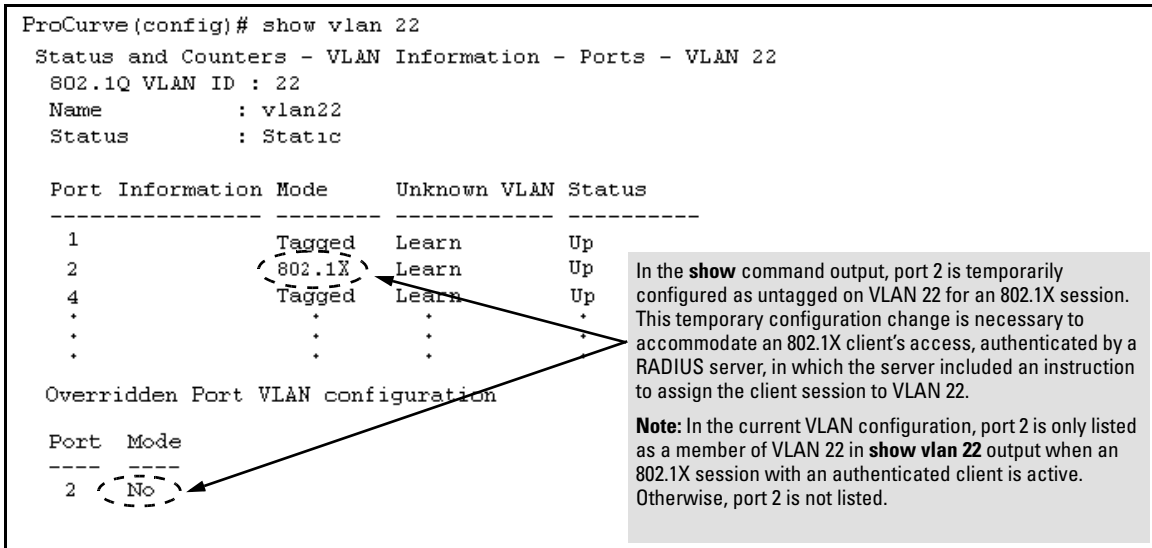 ProCurve(config)# show vlan 22
Status and Counters - VLAN Information - Ports - VLAN 22
802.1Q VLAN ID : 22
Name : vlan22
Status : Static
Port Information Mode Unknown VLAN Status
---------------- -------- ------------ ----------
1 Tagged Learn Up
2 802.1X Learn Up
4 Tagged Learn Up
Overridden Port VLAN configuration
Port Mode
---- ----
2 No
In the show command output, port 2 is temporarily
configured as untagged on VLAN 22 for an 802.1X session.
This temporary configuration change is necessary to
accommodate an 802.1X client's access, authenticated by a
RADIUS server, in which the server included an instruction
to assign the client session to VLAN 22.
Note: In the current VLAN configuration, port 2 is only listed
as a member of VLAN 22 in show vlan 22 output when an
802.1X session with an authenticated client is active.
Otherwise, port 2 is not listed.